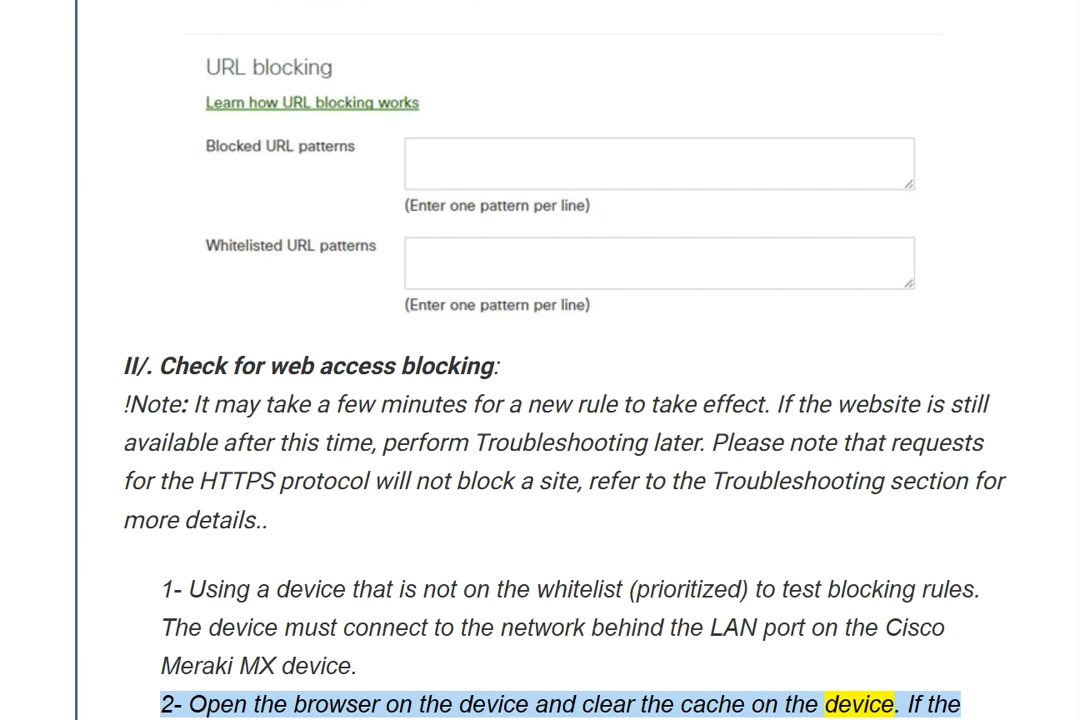 URL blocking
Learn how URL blocking works
Blocked URL patterns
(Enter one pattern per line)
Whitelisted URL patterns
(Enter one pattern per line)
II/. Check for web access blocking:
!Note: It may take a few minutes for a new rule to take effect. If the website is still
available after this time, perform Troubleshooting later. Please note that requests
for the HTTPS protocol will not block a site, refer to the Troubleshooting section for
more details..
1- Using a device that is not on the whitelist (prioritized) to test blocking rules.
The device must connect to the network behind the LAN port on the Cisco
Meraki MX device.
2- Open the browser on the device and clear the cache on the device. If the